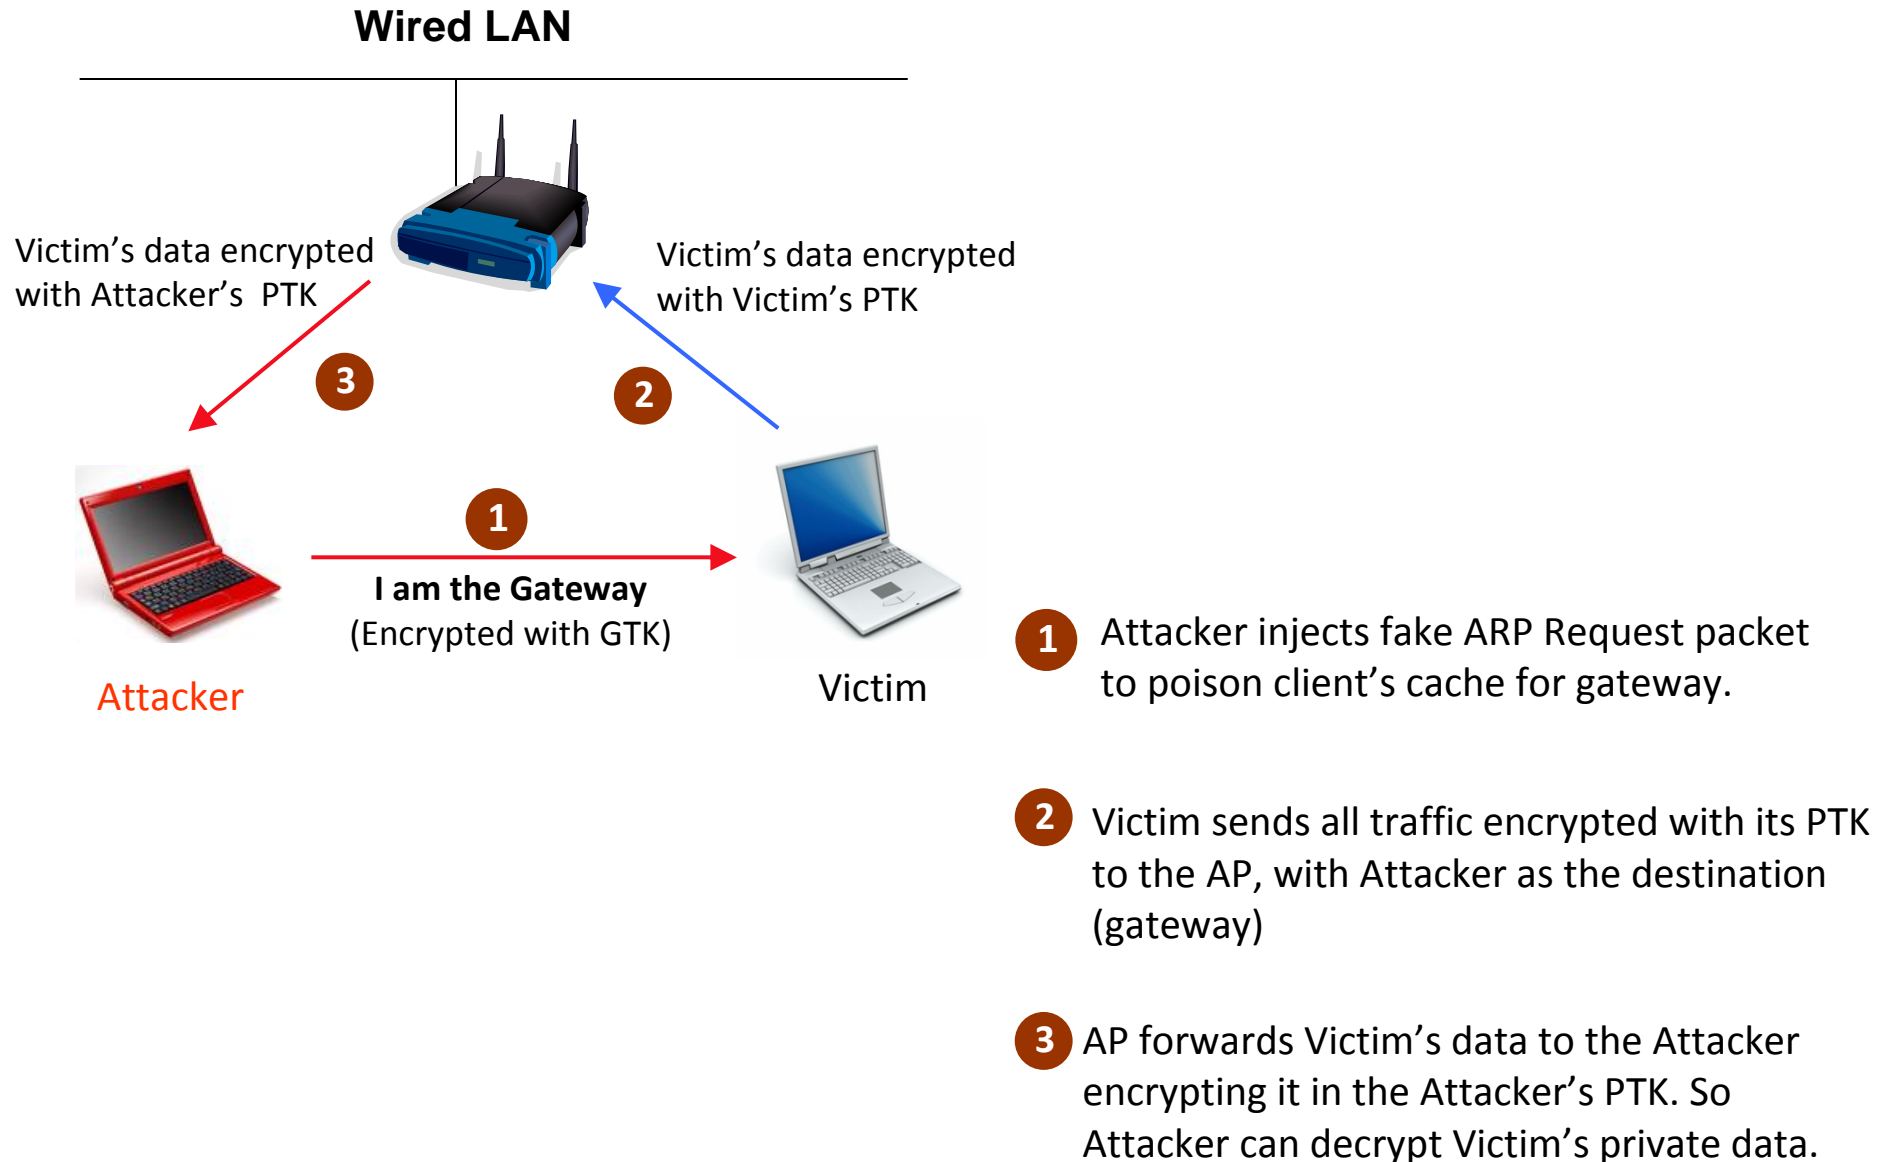 Wired LAN
Victim’s data encrypted
with Attacker’s  PTK
Victim’s data encrypted
with Victim’s PTK
3
2
1
I am the Gateway
(Encrypted with GTK)
Attacker
Victim
1 Attacker injects fake ARP Request packet
to poison client’s cache for gateway.
2 Victim sends all traffic encrypted with its PTK
to the AP, with Attacker as the destination
(gateway)
3 AP forwards Victim’s data to the Attacker
encrypting it in the Attacker’s PTK. So
Attacker can decrypt Victim’s private data.